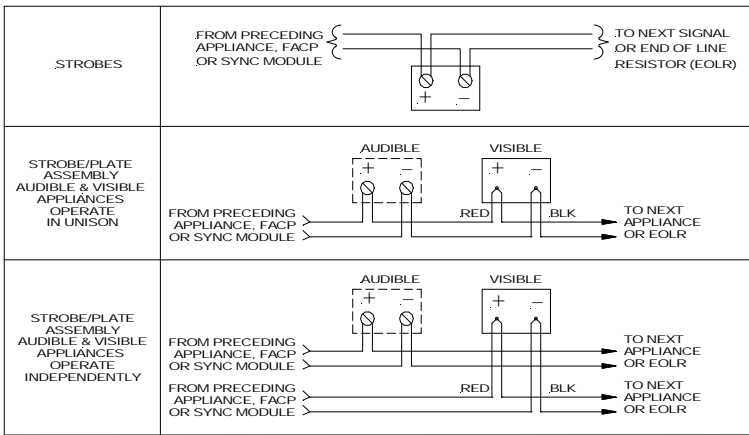 STROBES
FROM PRECEDING
APPLIANCE, FACP
OR SYNC MODULE
TO NEXT SIGNAL
OR END OF LINE
RESISTOR (EOLR)
+ −
STROBE/PLATE
ASSEMBLY
AUDIBLE & VISIBLE
APPLIANCES
OPERATE
IN UNISON
AUDIBLE
VISIBLE
+ −
+ −
FROM PRECEDING
APPLIANCE, FACP
OR SYNC MODULE
RED
BLK
TO NEXT
APPLIANCE
OR EOLR
STROBE/PLATE
ASSEMBLY
AUDIBLE & VISIBLE
APPLIANCES
OPERATE
INDEPENDENTLY
AUDIBLE
VISIBLE
+ −
+ −
FROM PRECEDING
APPLIANCE, FACP
OR SYNC MODULE
TO NEXT
APPLIANCE
OR EOLR
FROM PRECEDING
APPLIANCE, FACP
OR SYNC MODULE
RED
BLK
TO NEXT
APPLIANCE
OR EOLR